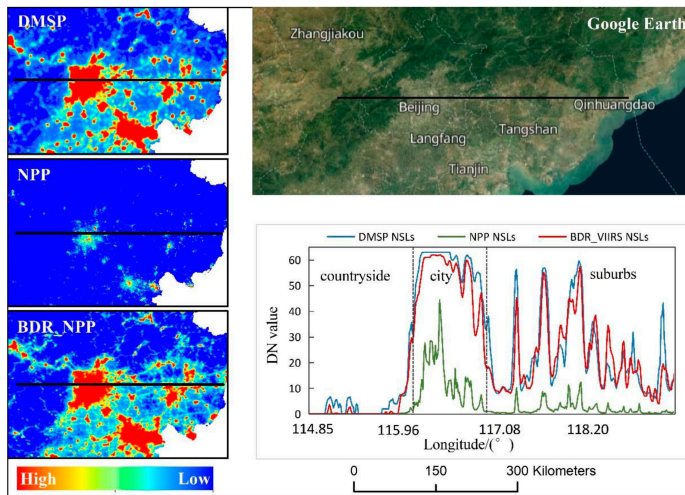 DMSP
Google Earth
Zhangjiakou
Beijing
Qinhuangdao
Langfang
Tangshan
Tianjin
NPP
BDR_NPP
High
Low
DMSP NSLs
NPP NSLs
BDR_VIIRS NSLs
60
50
40
30
20
10
0
DN value
countryside
city
suburbs
114.85
115.96
117.08
118.20
Longitude/(°)
0
150
300 Kilometers